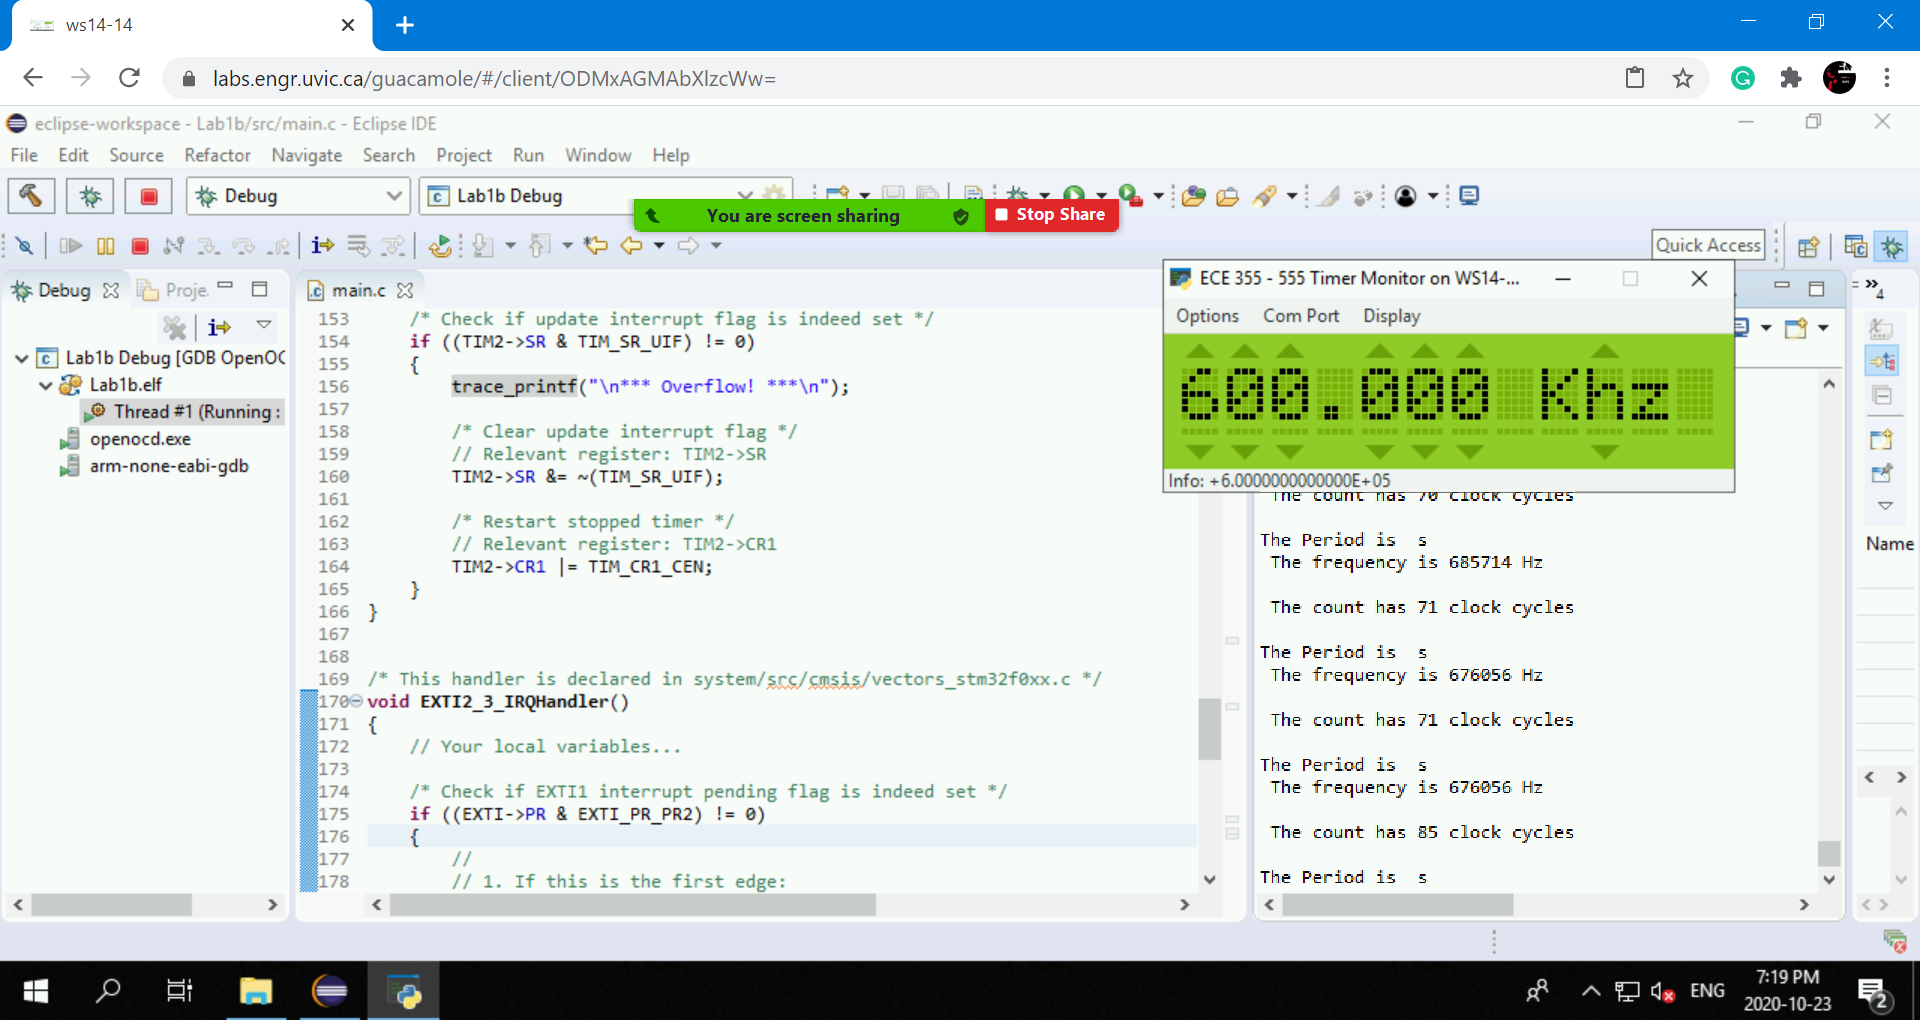 ws14-14
labs.engr.uvic.ca/guacamole/#/client/ODMxAGMAbXlzcWw=
eclipse-workspace - Lab1b/src/main.c - Eclipse IDE
File Edit Source Refactor Navigate Search Project Run Window Help
Debug
Lab1b Debug
You are screen sharing
Stop Share
Quick Access
Debug
Proje.
main.c
ECE 355 - 555 Timer Monitor on WS14-...
Options Com Port Display
600.000 Khz
Info: +6.0000000000000E+05
4
Name
Lab1b Debug [GDB OpenOC
Lab1b.elf
Thread #1 (Running :
openocd.exe
arm-none-eabi-gdb
153 /* Check if update interrupt flag is indeed set */
154 if ((TIM2->SR & TIM_SR_UIF) != 0)
155 {
156 trace_printf("\n*** Overflow! ***\n");
157
158 /* Clear update interrupt flag */
159 // Relevant register: TIM2->SR
160 TIM2->SR &= ~(TIM_SR_UIF);
161
162 /* Restart stopped timer */
163 // Relevant register: TIM2->CR1
164 TIM2->CR1 |= TIM_CR1_CEN;
165 }
166 }
167
168
169 /* This handler is declared in system/src/cmsis/vectors_stm32f0xx.c */
170 void EXTI2_3_IRQHandler()
171 {
172 // Your local variables...
173
174 /* Check if EXTI1 interrupt pending flag is indeed set */
175 if ((EXTI->PR & EXTI_PR_PR2) != 0)
176 {
177 //
178 // 1. If this is the first edge:
The count has 70 clock cycles
The Period is  s
The frequency is 685714 Hz
The count has 71 clock cycles
The Period is  s
The frequency is 676056 Hz
The count has 71 clock cycles
The Period is  s
The frequency is 676056 Hz
The count has 85 clock cycles
The Period is  s
ENG
7:19 PM
2020-10-23
2